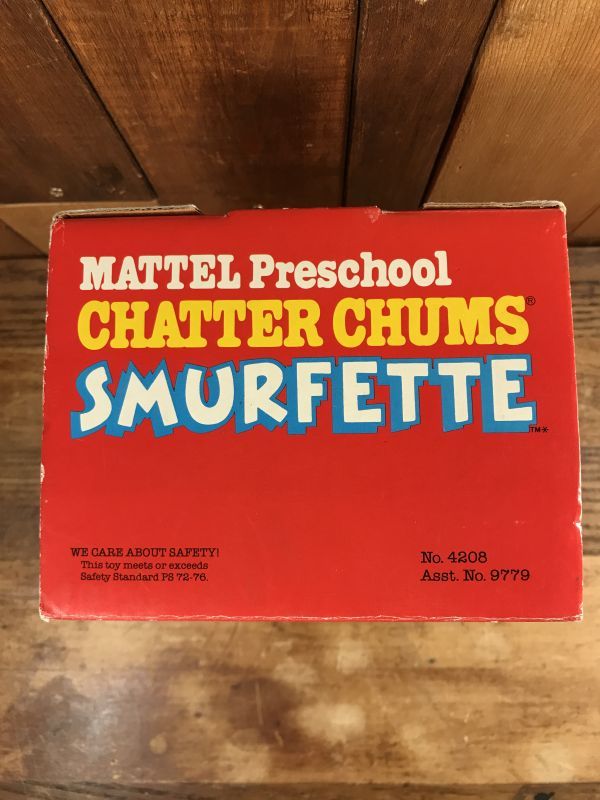 MATTEL Preschool
CHATTER CHUMS®
SMURFETTE TM*
WE CARE ABOUT SAFETY!
This toy meets or exceeds
Safety Standard PS 72-76.
No. 4208
Asst. No. 9779